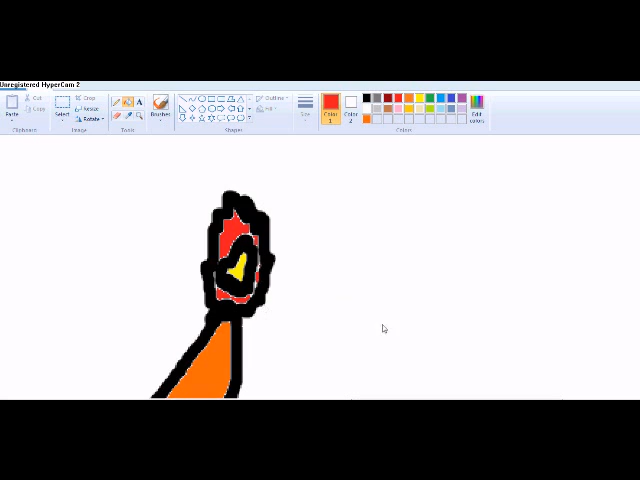 Unregistered HyperCam 2
Paste
Cut
Copy
Clipboard
Select
Crop
Resize
Rotate
Image
A
Tools
Brushes
Shapes
Outline
Fill
Size
Color 1
Color 2
Edit colors
Colors